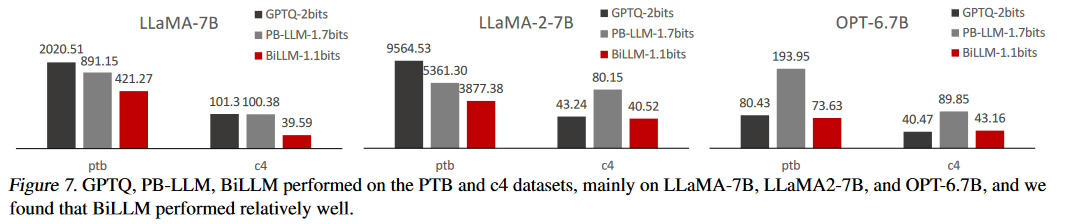 LLaMA-7B
GPTQ-2bits
PB-LLM-1.7bits
BiLLM-1.1bits
2020.51
891.15
421.27
101.3
100.38
39.59
ptb
c4
LLaMA-2-7B
GPTQ-2bits
PB-LLM-1.7bits
BiLLM-1.1bits
9564.53
5361.30
3877.38
43.24
80.15
40.52
ptb
c4
OPT-6.7B
GPTQ-2bits
PB-LLM-1.7bits
BiLLM-1.1bits
80.43
193.95
73.63
40.47
89.85
43.16
ptb
c4
Figure 7. GPTQ, PB-LLM, BiLLM performed on the PTB and c4 datasets, mainly on LLaMA-7B, LLaMA2-7B, and OPT-6.7B, and we
found that BiLLM performed relatively well.